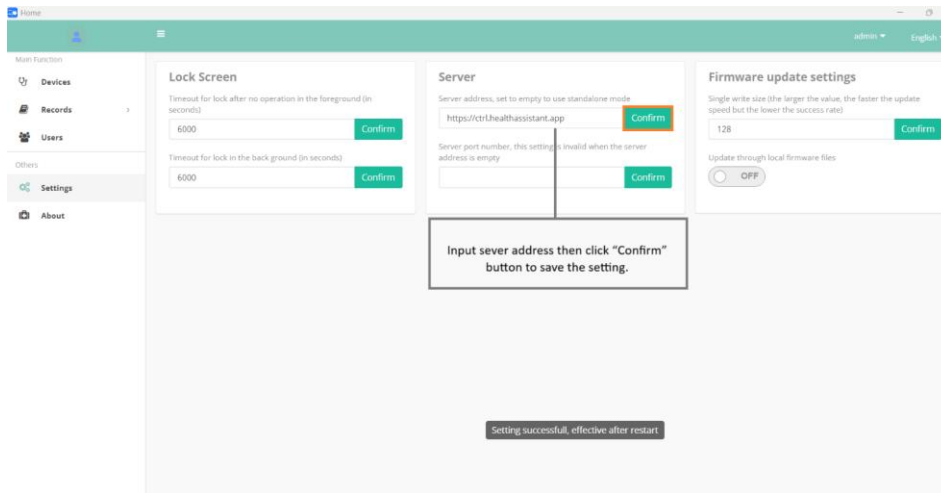 Home
admin
English
Main Function
Devices
Records
Users
Others
Settings
About
Lock Screen
Timeout for lock after no operation in the foreground (in
seconds)
6000
Confirm
Timeout for lock in the back ground (in seconds)
6000
Confirm
Server
Server address, set to empty to use standalone mode
https://ctrl.healthassistant.app
Confirm
Server port number, this setting is invalid when the server
address is empty
Confirm
Input sever address then click “Confirm”
button to save the setting.
Firmware update settings
Single write size (the larger the value, the faster the update
speed but the lower the success rate)
128
Confirm
Update through local firmware files
OFF
Setting successfull, effective after restart